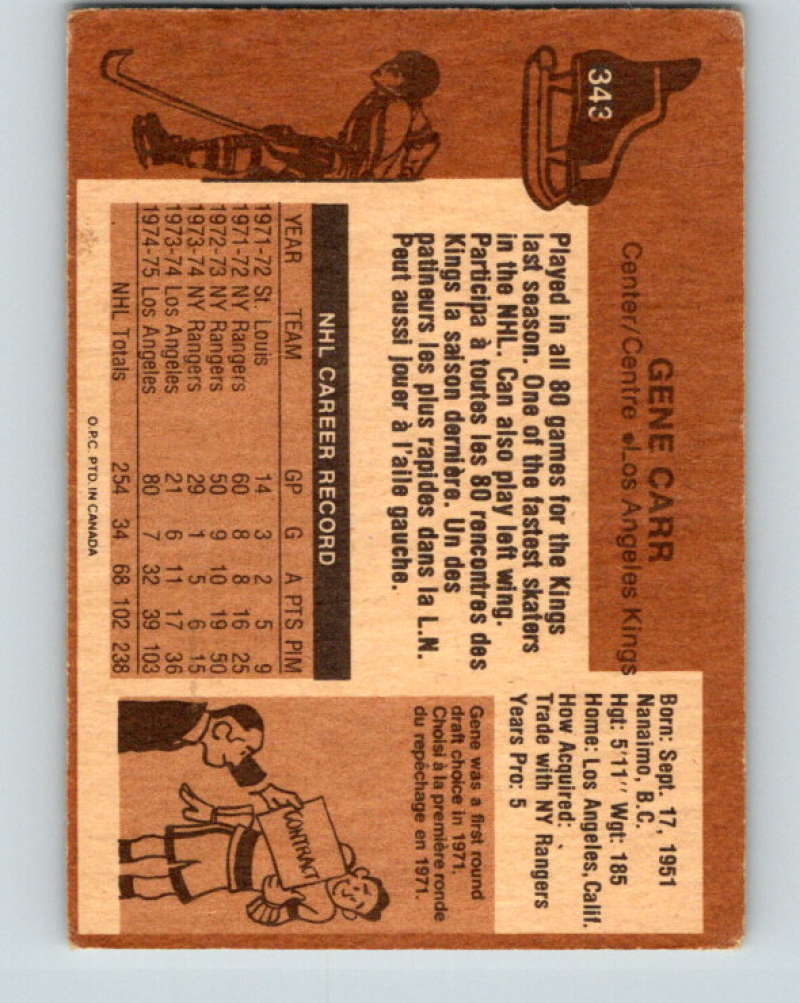 343
GENE CARR
Center/Centre • Los Angeles Kings
Born: Sept. 17, 1951
Nanaimo, B.C.
Hgt: 5'11'' Wgt: 185
Home: Los Angeles, Calif.
How Acquired:
Trade with NY Rangers
Years Pro: 5
Played in all 80 games for the Kings
last season. One of the fastest skaters
in the NHL. Can also play left wing.
Participa à toutes les 80 rencontres des
Kings la saison dernière. Un des
patineurs les plus rapides dans la L.N.
Peut aussi jouer à l'aile gauche.
NHL CAREER RECORD
YEAR TEAM GP G A PTS PIM
1971-72 St. Louis 14 3 2 5 9
1971-72 NY Rangers 60 8 8 16 25
1972-73 NY Rangers 50 9 10 19 50
1973-74 NY Rangers 29 1 5 6 15
1973-74 Los Angeles 21 6 11 17 36
1974-75 Los Angeles 80 7 32 39 103
NHL Totals 254 34 68 102 238
Gene was a first round
draft choice in 1971.
Choisi à la première ronde
du repêchage en 1971.
CONTRACT
O.P.C. PTD. IN CANADA